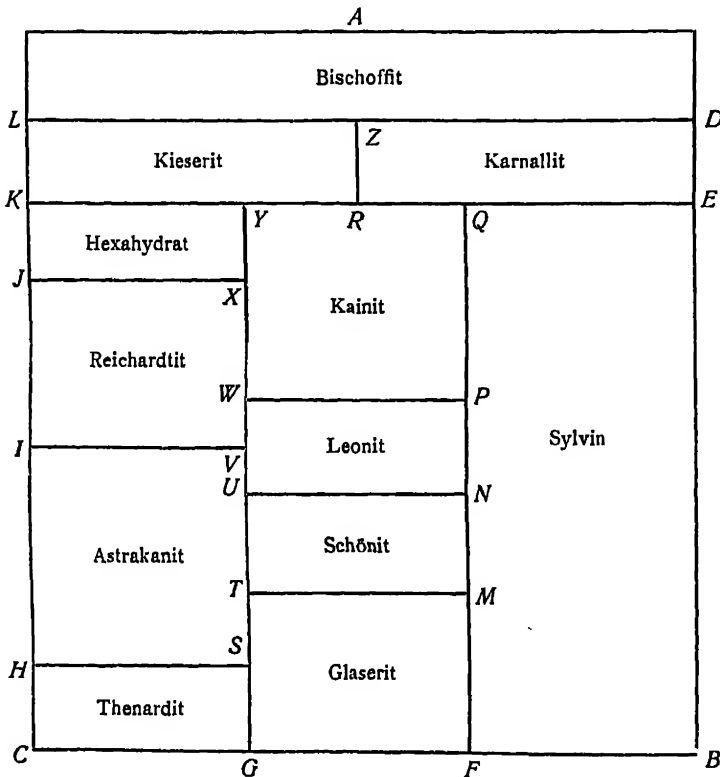 A
Bischoffit
L D
Z
Kieserit Karnallit
K E
Y R Q
Hexahydrat
J
X
Kainit
Reichardtit
W P
Sylvin
I Leonit
V
U N
Schönit
Astrakanit
T M
S
H
Glaserit
Thenardit
C B
G F